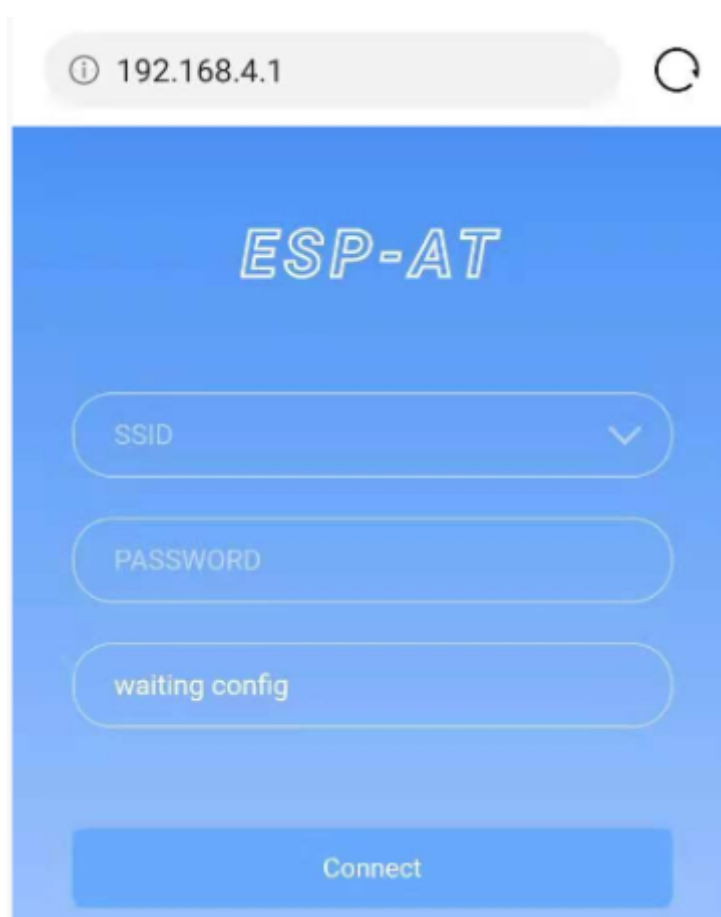 192.168.4.1
ESP-AT
SSID
PASSWORD
waiting config
Connect